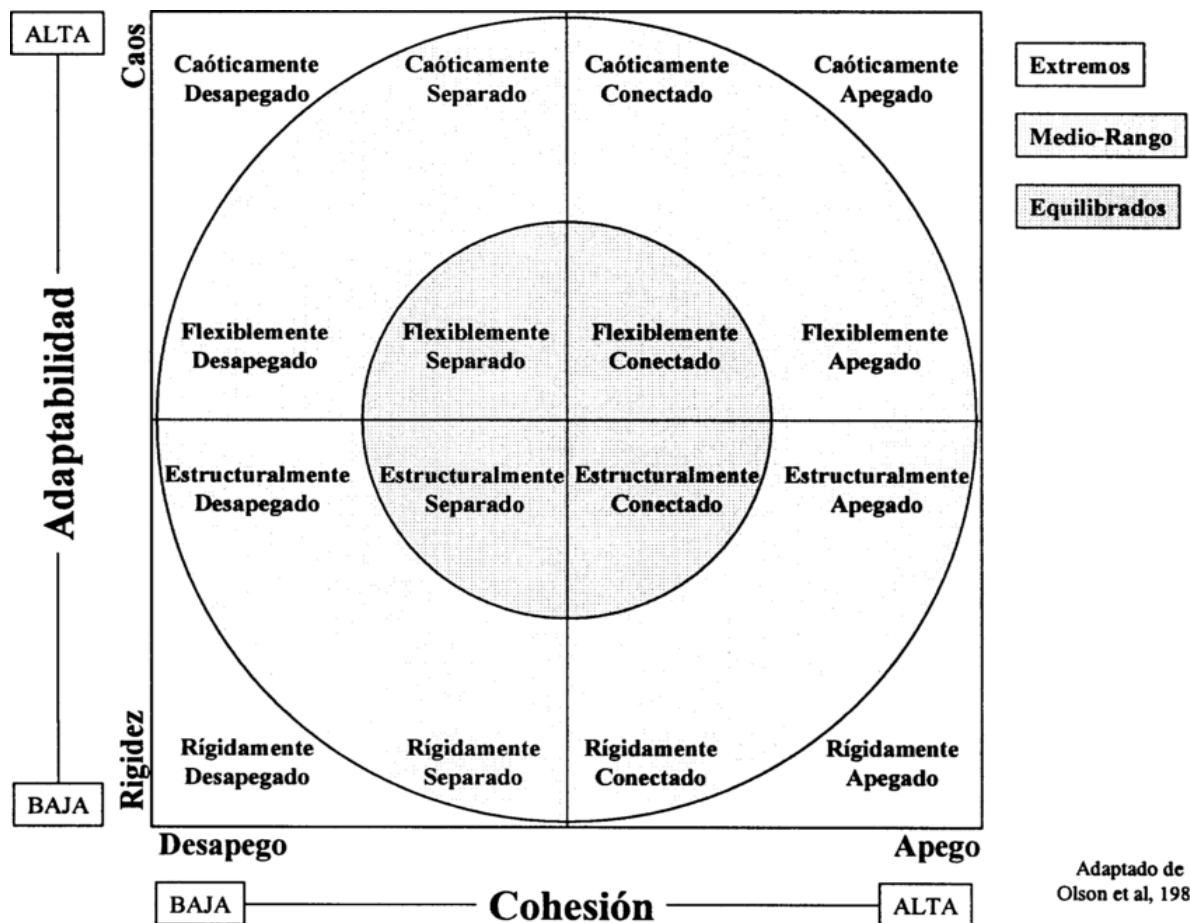 ALTA
Caos
Caóticamente
Desapegado
Caóticamente
Separado
Caóticamente
Conectado
Caóticamente
Apegado
Extremos
Medio-Rango
Equilibrados
Adaptabilidad
Flexiblemente
Desapegado
Flexiblemente
Separado
Flexiblemente
Conectado
Flexiblemente
Apegado
Estructuralmente
Desapegado
Estructuralmente
Separado
Estructuralmente
Conectado
Estructuralmente
Apegado
Rígidamente
Desapegado
Rígidamente
Separado
Rígidamente
Conectado
Rígidamente
Apegado
Rigidez
BAJA
Desapego
Apego
BAJA
Cohesión
ALTA
Adaptado de
Olson et al, 198